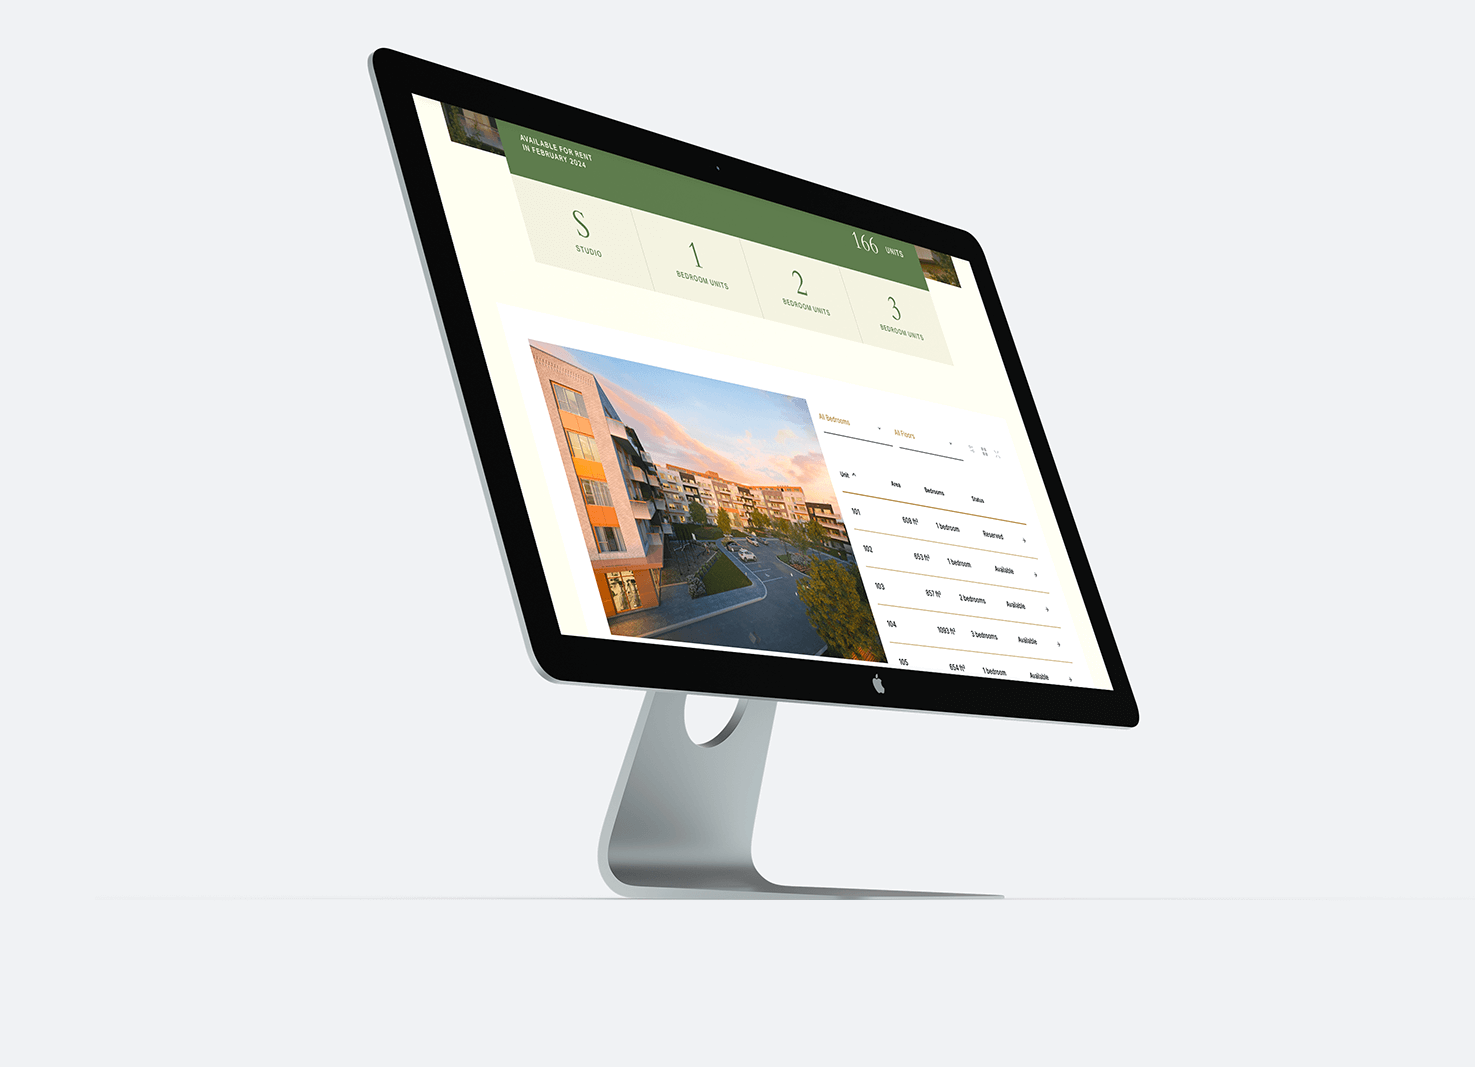 AVAILABLE FOR RENT
IN FEBRUARY 2024
166 UNITS
S
STUDIO
1
BEDROOM UNITS
2
BEDROOM UNITS
3
BEDROOM UNITS
All Bedrooms
All Floors
Unit Area Bedrooms Status
101 608 ft² 1 bedroom Reserved
102 653 ft² 1 bedroom Available
103 857 ft² 2 bedrooms Available
104 1093 ft² 3 bedrooms Available
105 654 ft² 1 bedroom Available